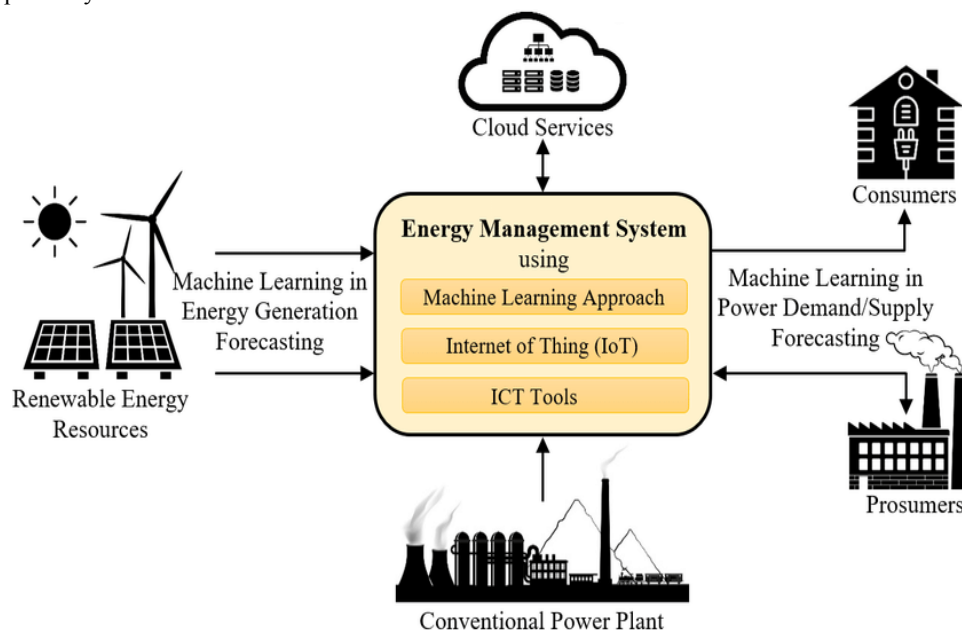 Cloud Services
Consumers
Energy Management System
using
Machine Learning Approach
Internet of Thing (IoT)
ICT Tools
Machine Learning in
Energy Generation
Forecasting
Machine Learning in
Power Demand/Supply
Forecasting
Renewable Energy
Resources
Prosumers
Conventional Power Plant